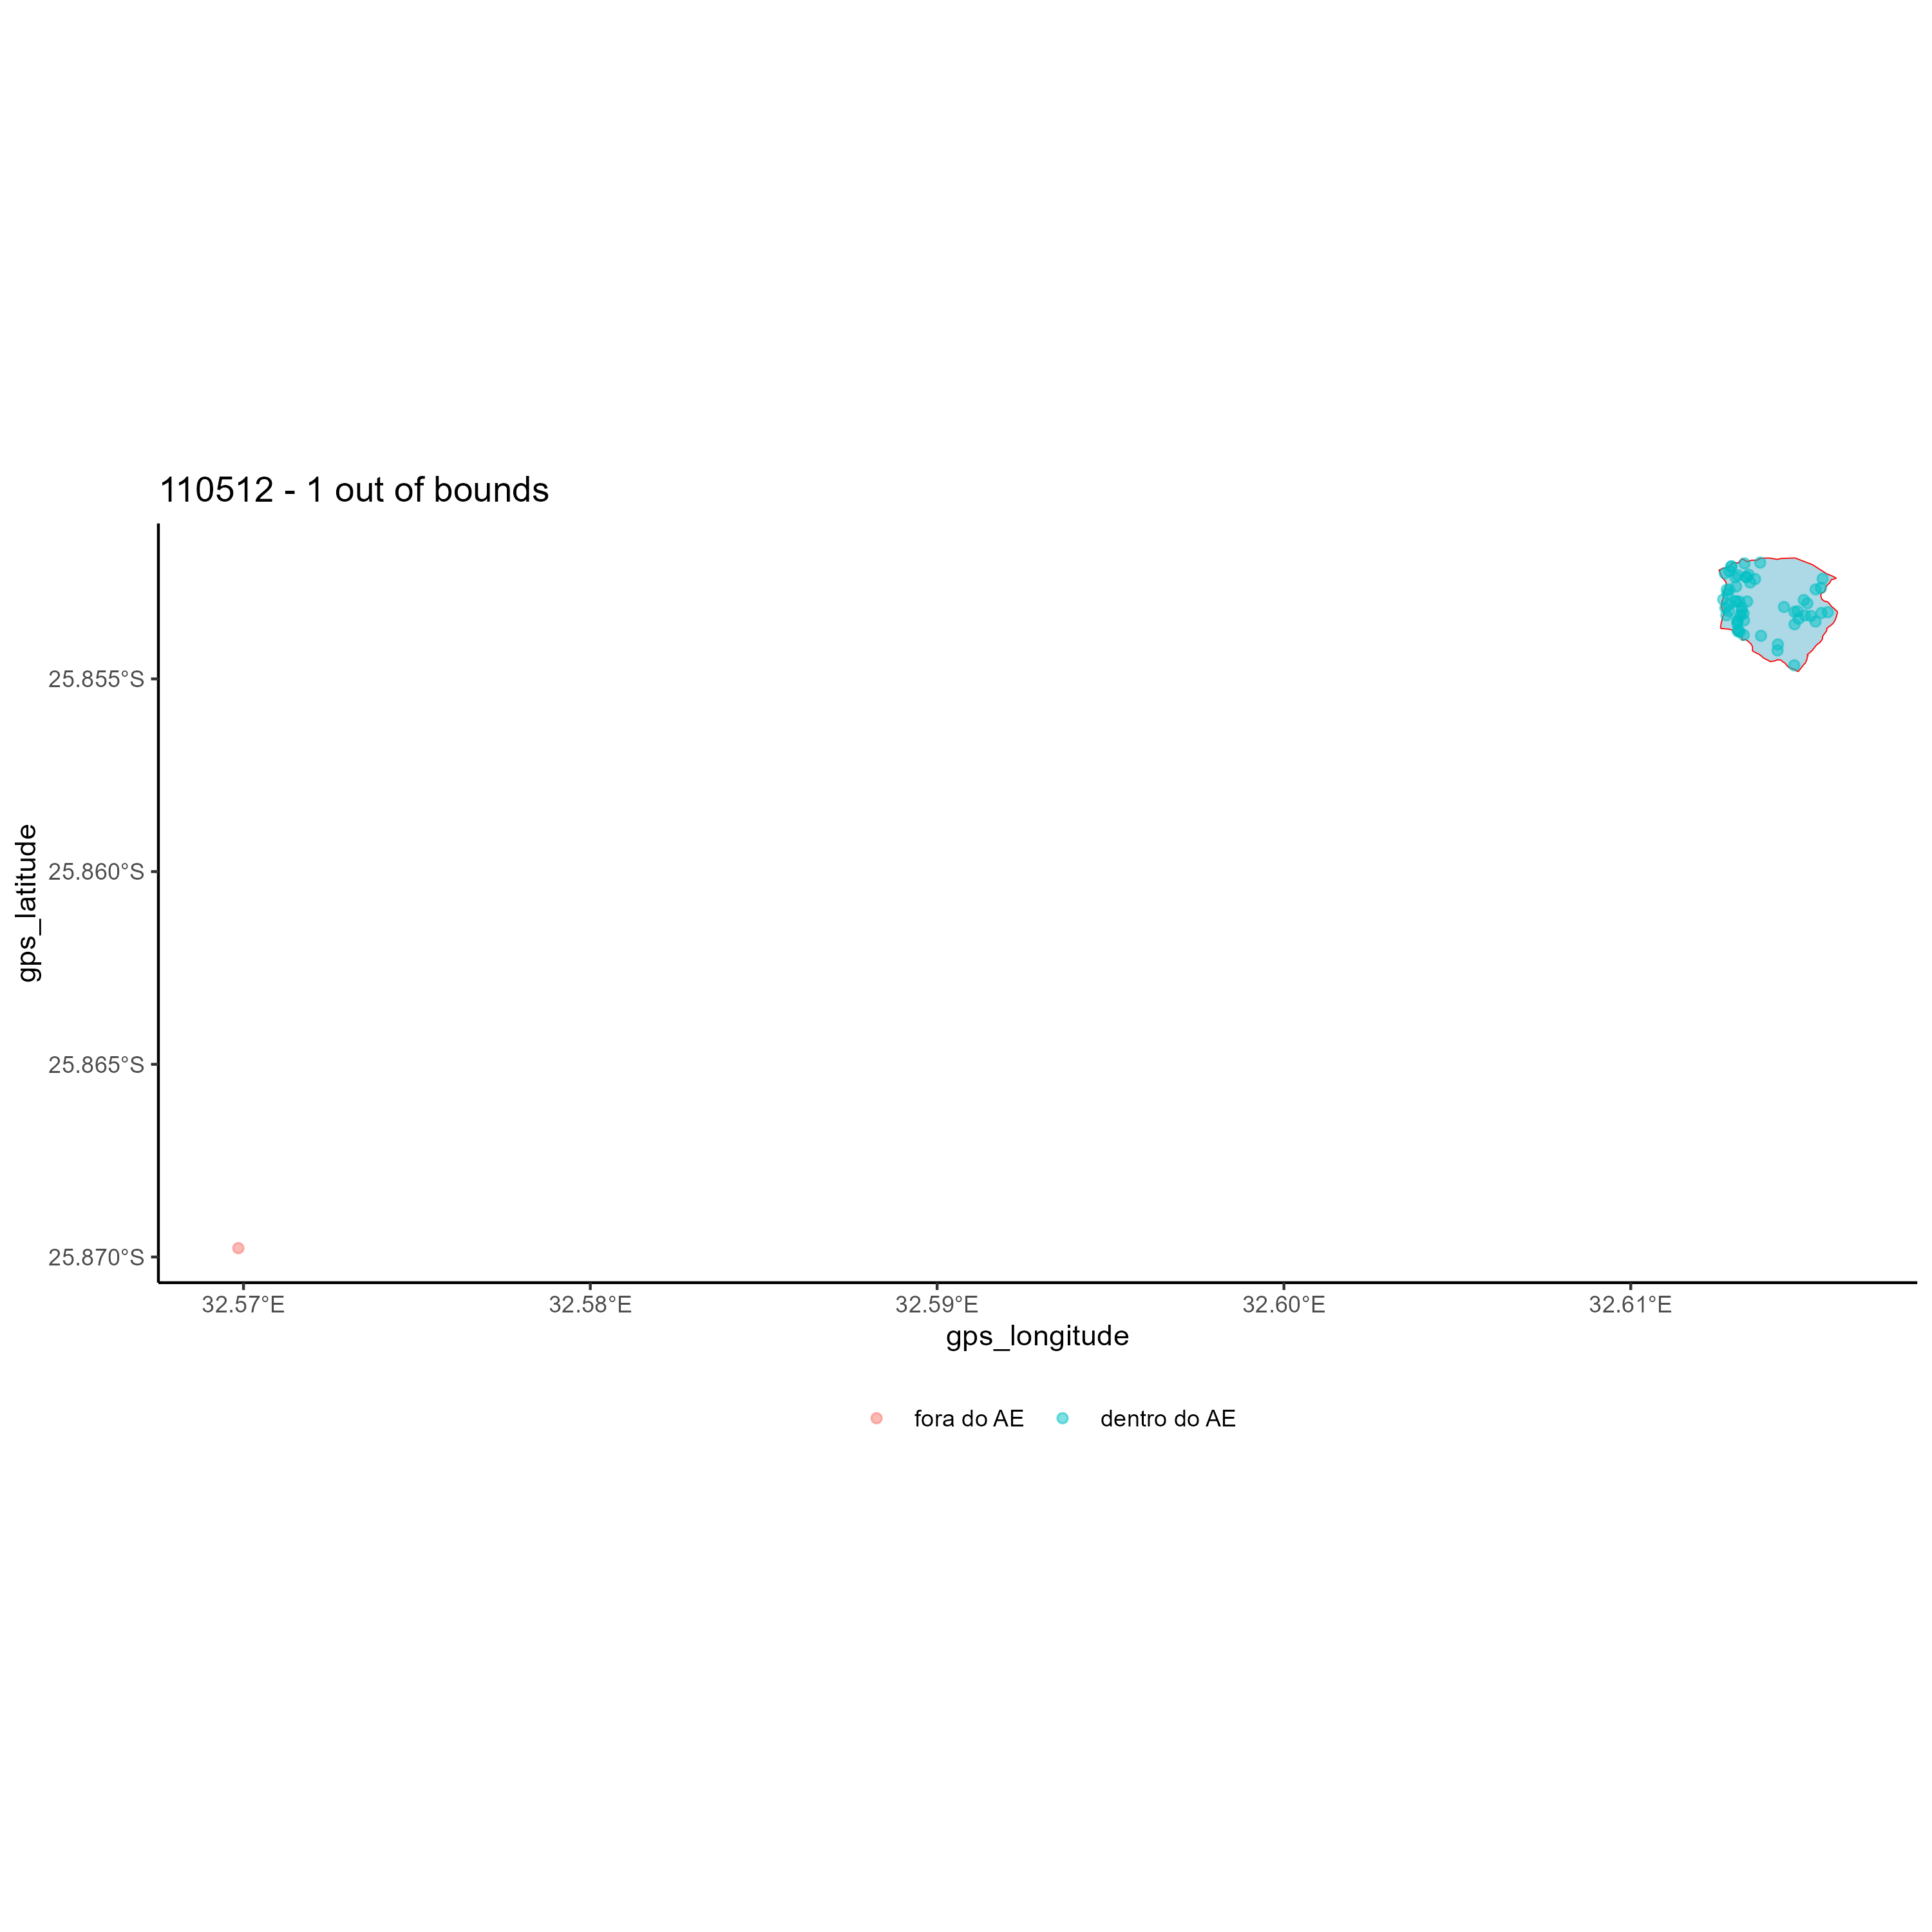 110512 - 1 out of bounds
gps_latitude
25.855°S
25.860°S
25.865°S
25.870°S
32.57°E 32.58°E 32.59°E 32.60°E 32.61°E
gps_longitude
fora do AE dentro do AE